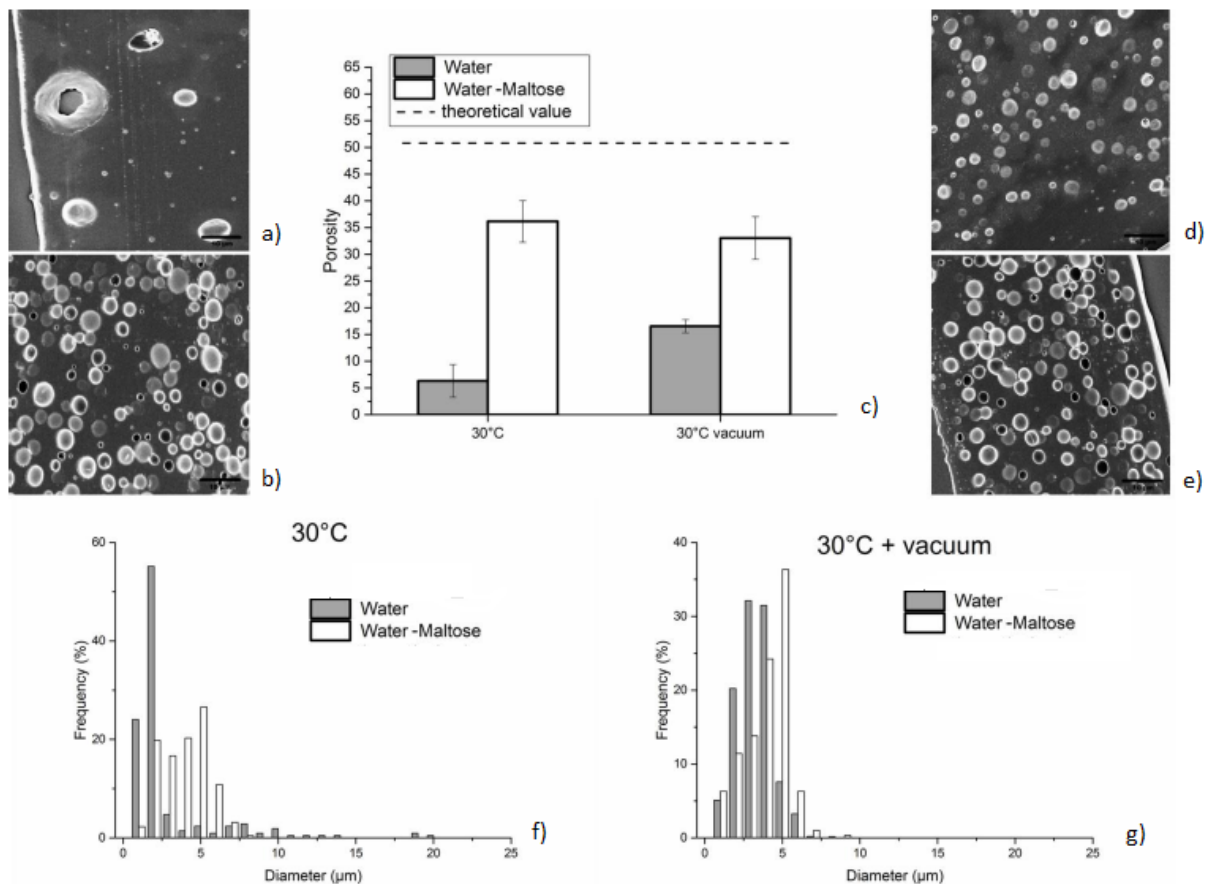 a)
b)
65
60
55
50
45
40
35
30
25
20
15
10
5
0
Porosity
Water
Water -Maltose
theoretical value
30°C
30°C vacuum
c)
d)
e)
30°C
60
40
20
0
Frequency (%)
Water
Water -Maltose
0 5 10 15 20 25
Diameter (µm)
f)
30°C + vacuum
40
30
20
10
0
Frequency (%)
Water
Water -Maltose
0 5 10 15 20 25
Diameter (µm)
g)